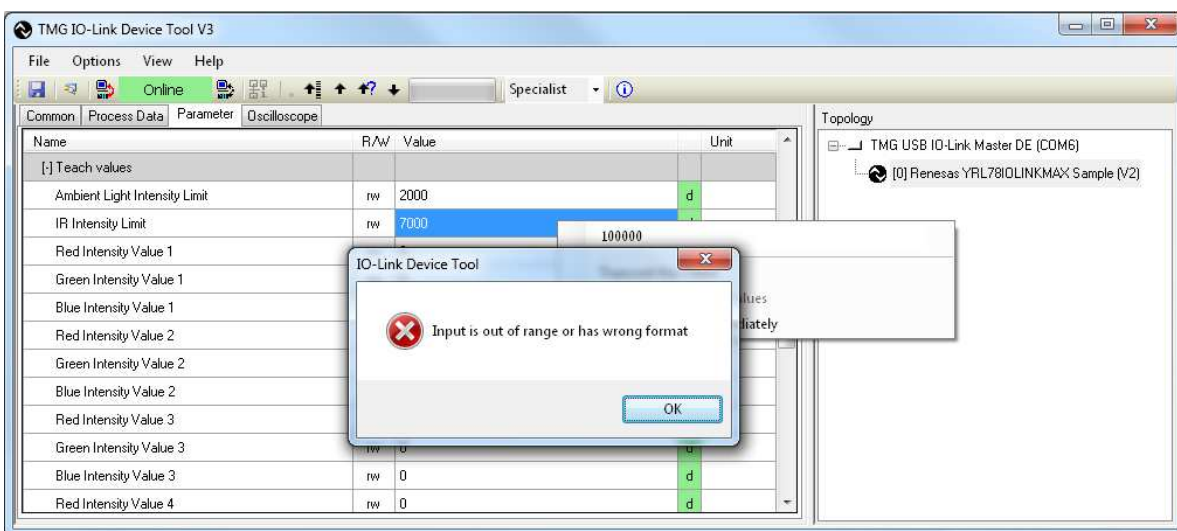 TMG IO-Link Device Tool V3
File Options View Help
Online Specialist
Common Process Data Parameter Oscilloscope
Name R/W Value Unit
[-] Teach values
Ambient Light Intensity Limit rw 2000 d
IR Intensity Limit rw 7000
100000
Red Intensity Value 1
Green Intensity Value 1
Blue Intensity Value 1
Red Intensity Value 2
Green Intensity Value 2
Blue Intensity Value 2
Red Intensity Value 3
Green Intensity Value 3
Blue Intensity Value 3 rw 0 d
Red Intensity Value 4 rw 0 d
IO-Link Device Tool
Input is out of range or has wrong format
OK
Topology
TMG USB IO-Link Master DE (COM6)
[0] Renesas YRL78IOLINKMAX Sample (V2)